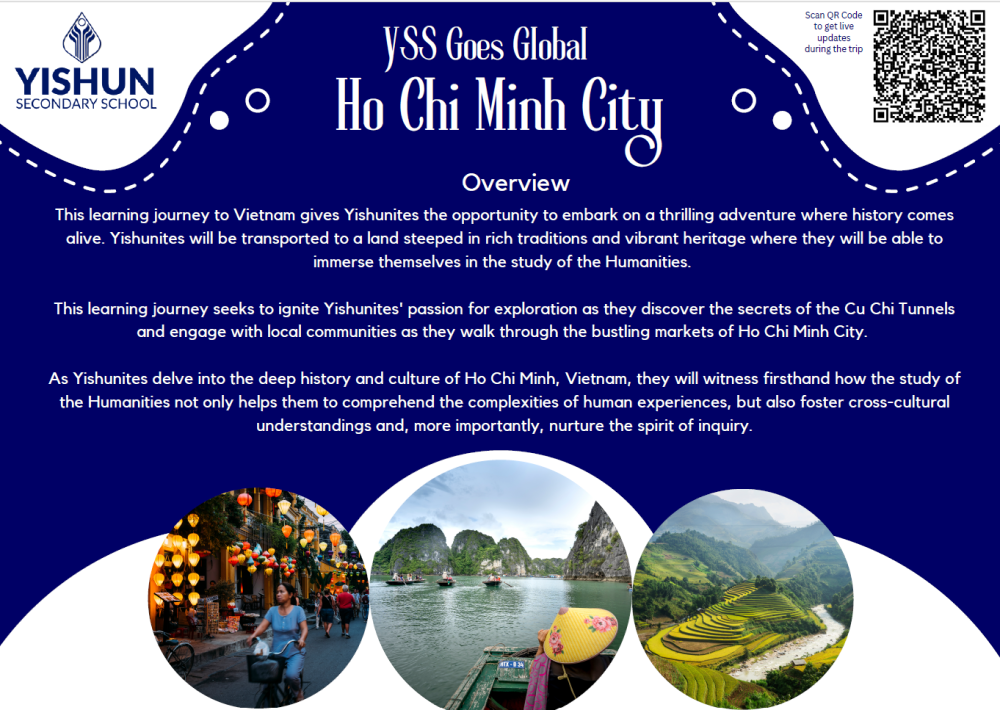 YISHUN
SECONDARY SCHOOL
YSS Goes Global
Ho Chi Minh City
Scan QR Code
to get live
updates
during the trip
Overview
This learning journey to Vietnam gives Yishunites the opportunity to embark on a thrilling adventure where history comes
alive. Yishunites will be transported to a land steeped in rich traditions and vibrant heritage where they will be able to
immerse themselves in the study of the Humanities.
This learning journey seeks to ignite Yishunites' passion for exploration as they discover the secrets of the Cu Chi Tunnels
and engage with local communities as they walk through the bustling markets of Ho Chi Minh City.
As Yishunites delve into the deep history and culture of Ho Chi Minh, Vietnam, they will witness firsthand how the study of
the Humanities not only helps them to comprehend the complexities of human experiences, but also foster cross-cultural
understandings and, more importantly, nurture the spirit of inquiry.